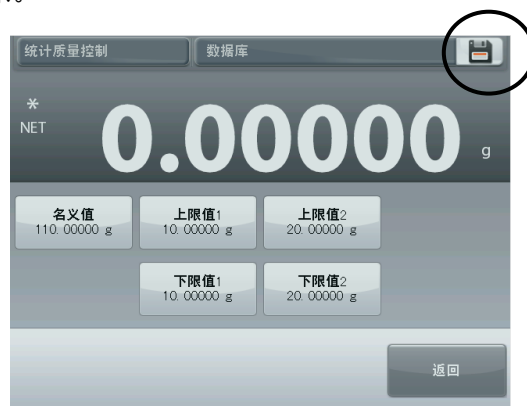 统计质量控制 数据库
*
NET 0.00000 g
名义值 上限值1 上限值2
110.00000 g 10.00000 g 20.00000 g
下限值1 下限值2
10.00000 g 20.00000 g
返回